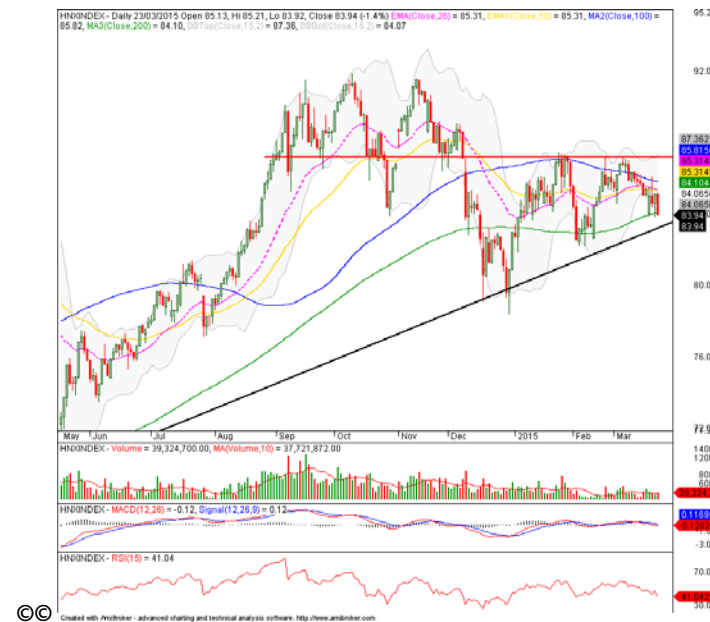 HNXINDEX - Daily 23/03/2015 Open 85.13, Hi 85.21, Lo 83.92, Close 83.94 (-1.4%) EMA(Close,26) = 85.31, EMA1(Close,50) = 85.31, MA2(Close,100) =
85.82, MA3(Close,200) = 84.10, BBTop(Close,15,2) = 87.36, BBBot(Close,15,2) = 84.07
95.2
92.0
87.362
85.815
85.314
85.314
84.104
84.065
84.065
83.94
83.94
80.0
76.0
May Jun Jul Aug Sep Oct Nov Dec 2015 Feb Mar
HNXINDEX - Volume = 39,324,700.00, MA(Volume,10) = 37,721,872.00
39,324
HNXINDEX - MACD(12,26) = -0.12, Signal(12,26,9) = 0.12
0.1169
-3.0
HNXINDEX - RSI(15) = 41.04
70.0
30.0
©© Created with AmiBroker - advanced charting and technical analysis software. http://www.amibroker.com